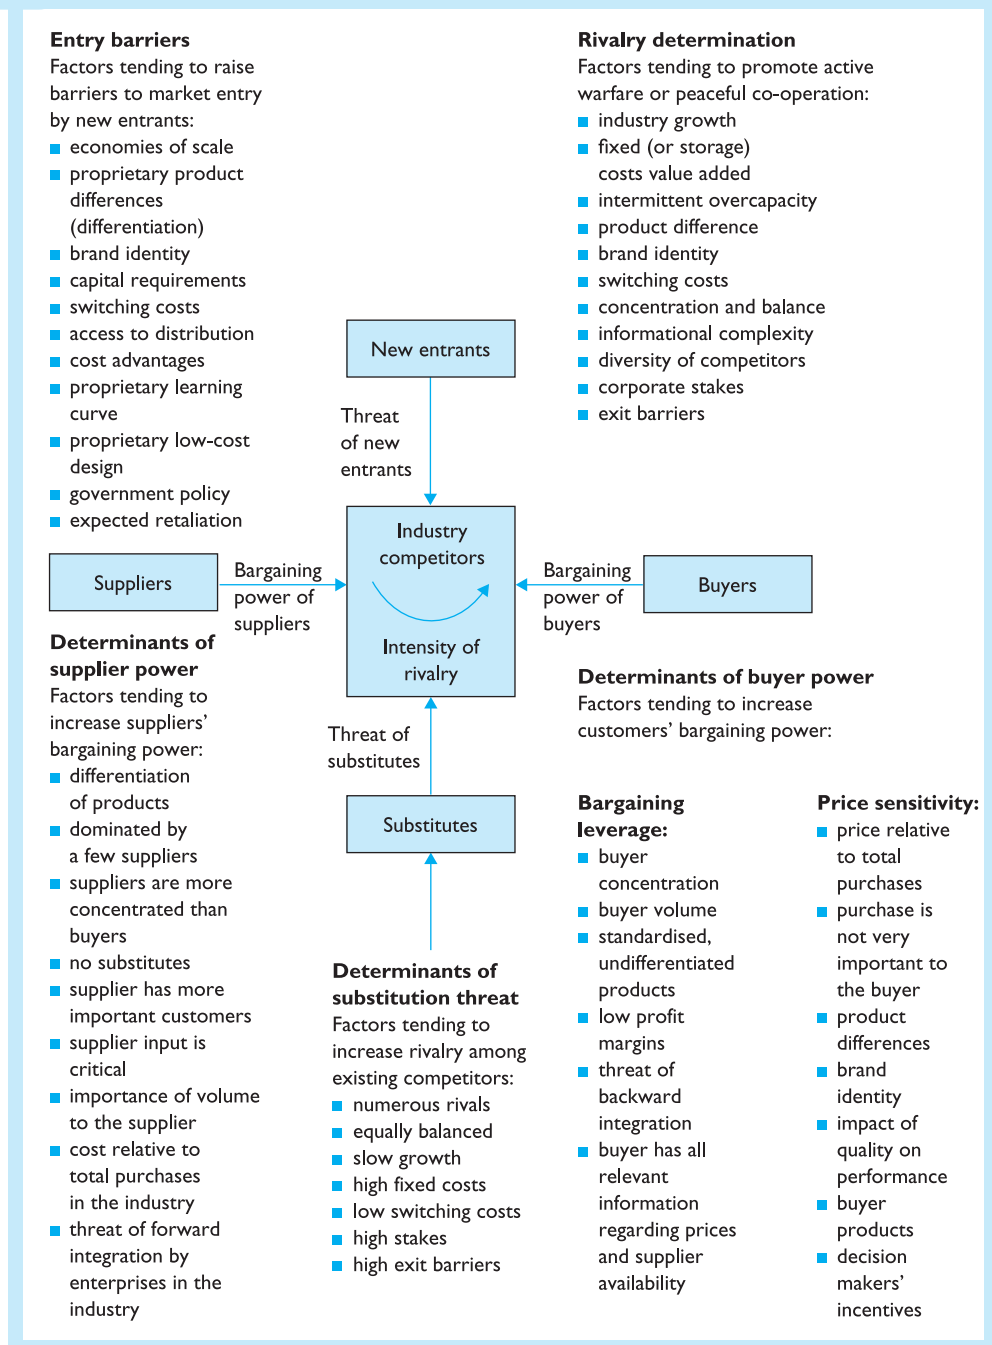 Entry barriers
Factors tending to raise
barriers to market entry
by new entrants:
economies of scale
proprietary product
differences
(differentiation)
brand identity
capital requirements
switching costs
access to distribution
cost advantages
proprietary learning
curve
proprietary low-cost
design
government policy
expected retaliation
Rivalry determination
Factors tending to promote active
warfare or peaceful co-operation:
industry growth
fixed (or storage)
costs value added
intermittent overcapacity
product difference
brand identity
switching costs
concentration and balance
informational complexity
diversity of competitors
corporate stakes
exit barriers
New entrants
Threat
of new
entrants
Suppliers
Bargaining
power of
suppliers
Industry
competitors
Intensity of
rivalry
Bargaining
power of
buyers
Buyers
Determinants of
supplier power
Factors tending to
increase suppliers’
bargaining power:
differentiation
of products
dominated by
a few suppliers
suppliers are more
concentrated than
buyers
no substitutes
supplier has more
important customers
supplier input is
critical
importance of volume
to the supplier
cost relative to
total purchases
in the industry
threat of forward
integration by
enterprises in the
industry
Threat of
substitutes
Substitutes
Determinants of
substitution threat
Factors tending to
increase rivalry among
existing competitors:
numerous rivals
equally balanced
slow growth
high fixed costs
low switching costs
high stakes
high exit barriers
Determinants of buyer power
Factors tending to increase
customers’ bargaining power:
Bargaining
leverage:
buyer
concentration
buyer volume
standardised,
undifferentiated
products
low profit
margins
threat of
backward
integration
buyer has all
relevant
information
regarding prices
and supplier
availability
Price sensitivity:
price relative
to total
purchases
purchase is
not very
important to
the buyer
product
differences
brand
identity
impact of
quality on
performance
buyer
products
decision
makers’
incentives